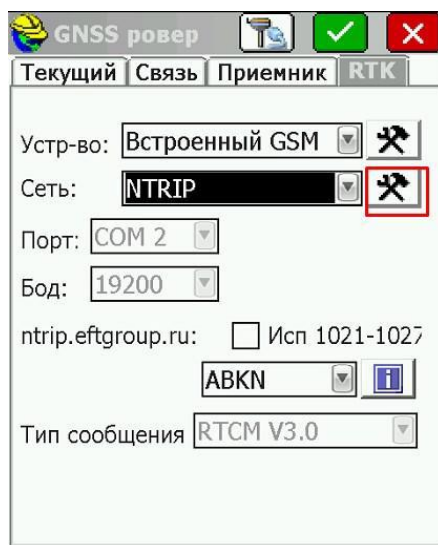 GNSS ровер
Текущий Связь Приемник RTK
Устр-во: Встроенный GSM
Сеть: NTRIP
Порт: COM 2
Бод: 19200
ntrip.eftgroup.ru: Исп 1021-1027
ABKN
Тип сообщения RTCM V3.0